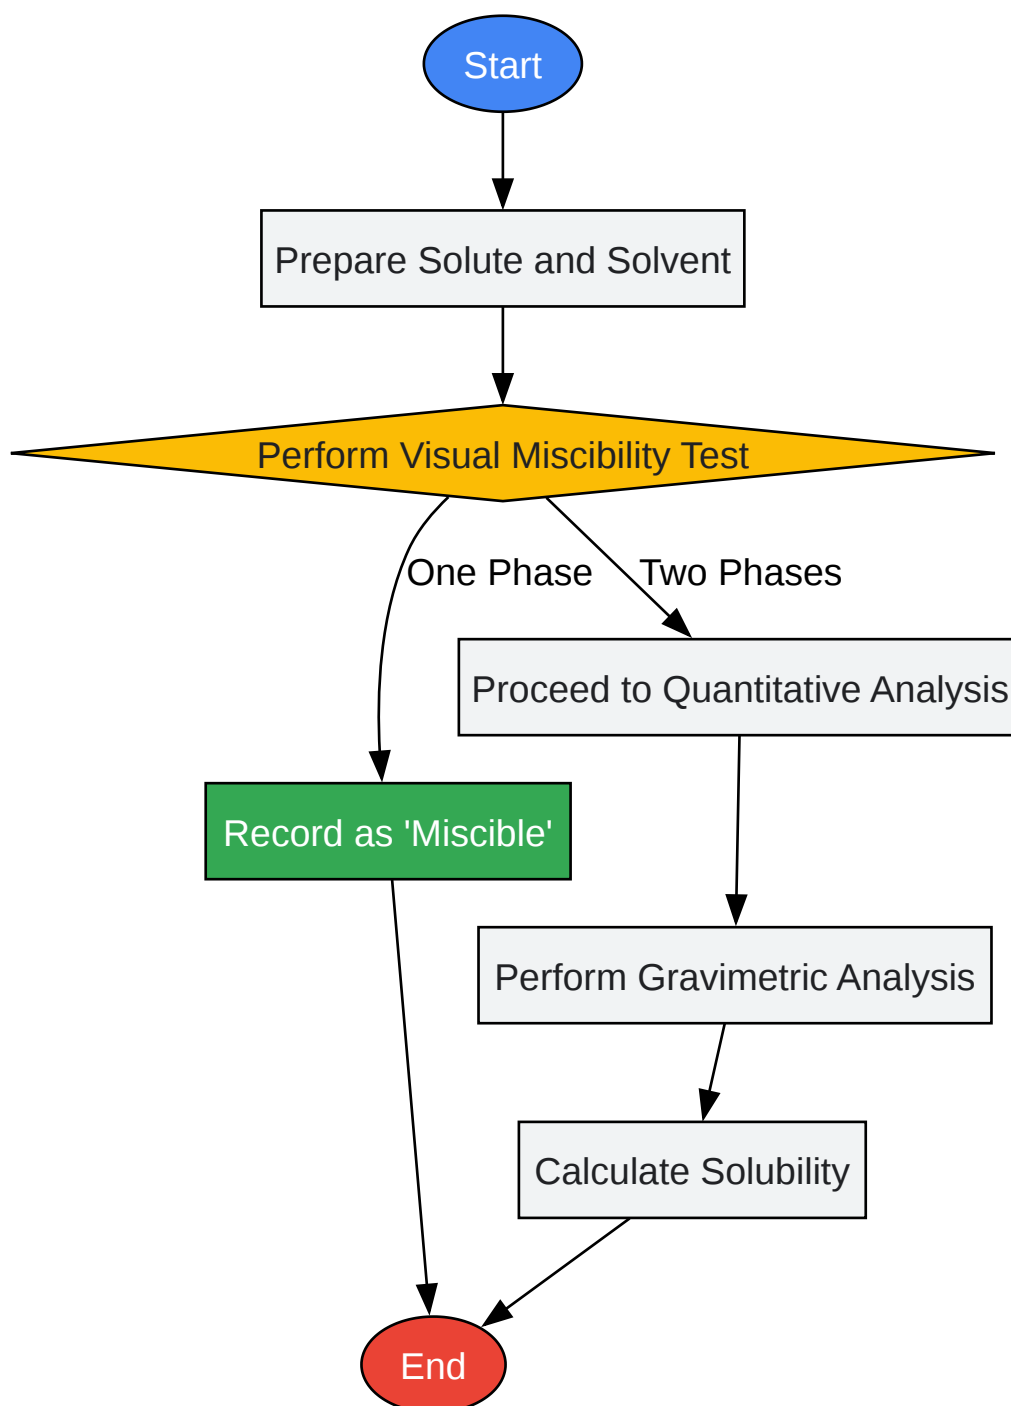 Start
Prepare Solute and Solvent
Perform Visual Miscibility Test
One Phase
Two Phases
Proceed to Quantitative Analysis
Record as 'Miscible'
Perform Gravimetric Analysis
Calculate Solubility
End